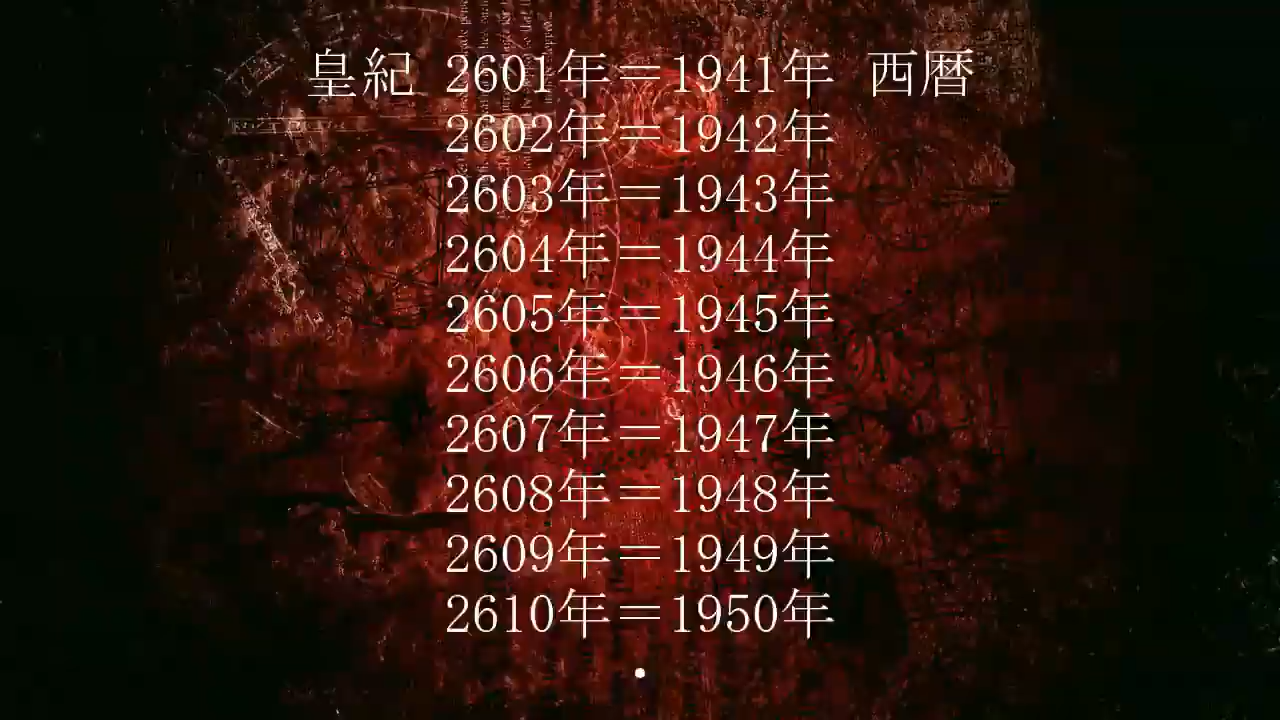 皇紀 2601年＝1941年 西暦
2602年＝1942年
2603年＝1943年
2604年＝1944年
2605年＝1945年
2606年＝1946年
2607年＝1947年
2608年＝1948年
2609年＝1949年
2610年＝1950年